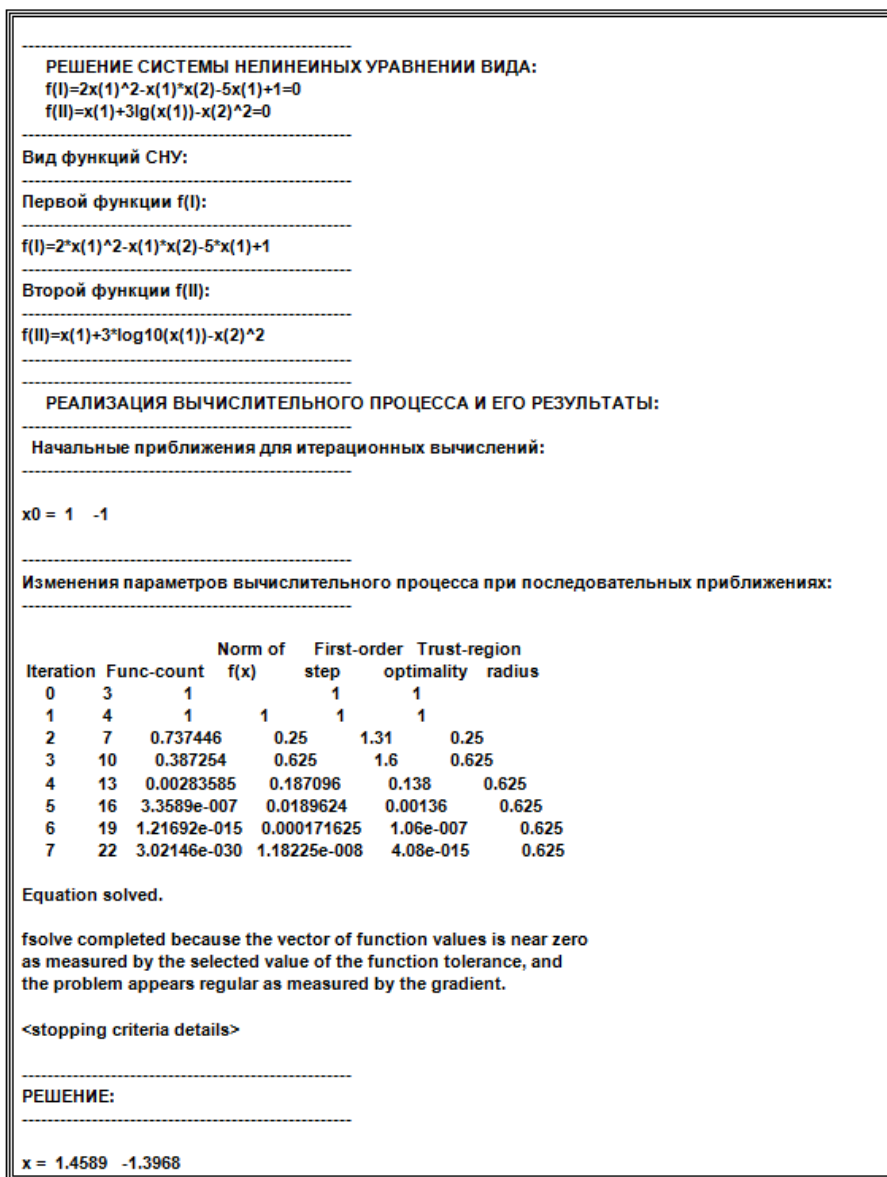 ----------------------------------------------------
РЕШЕНИЕ СИСТЕМЫ НЕЛИНЕИНЫХ УРАВНЕНИИ ВИДА:
f(I)=2x(1)^2-x(1)*x(2)-5x(1)+1=0
f(II)=x(1)+3lg(x(1))-x(2)^2=0
----------------------------------------------------
Вид функций СНУ:
----------------------------------------------------
Первой функции f(I):
----------------------------------------------------
f(I)=2*x(1)^2-x(1)*x(2)-5*x(1)+1
----------------------------------------------------
Второй функции f(II):
----------------------------------------------------
f(II)=x(1)+3*log10(x(1))-x(2)^2
----------------------------------------------------
----------------------------------------------------
РЕАЛИЗАЦИЯ ВЫЧИСЛИТЕЛЬНОГО ПРОЦЕССА И ЕГО РЕЗУЛЬТАТЫ:
----------------------------------------------------
Начальные приближения для итерационных вычислений:
----------------------------------------------------
x0 = 1 -1
----------------------------------------------------
Изменения параметров вычислительного процесса при последовательных приближениях:
----------------------------------------------------
Norm of First-order Trust-region
Iteration Func-count f(x) step optimality radius
0 3 1 1 1
1 4 1 1 1 1
2 7 0.737446 0.25 1.31 0.25
3 10 0.387254 0.625 1.6 0.625
4 13 0.00283585 0.187096 0.138 0.625
5 16 3.3589e-007 0.0189624 0.00136 0.625
6 19 1.21692e-015 0.000171625 1.06e-007 0.625
7 22 3.02146e-030 1.18225e-008 4.08e-015 0.625
Equation solved.
fsolve completed because the vector of function values is near zero
as measured by the selected value of the function tolerance, and
the problem appears regular as measured by the gradient.
<stopping criteria details>
----------------------------------------------------
РЕШЕНИЕ:
----------------------------------------------------
x = 1.4589 -1.3968